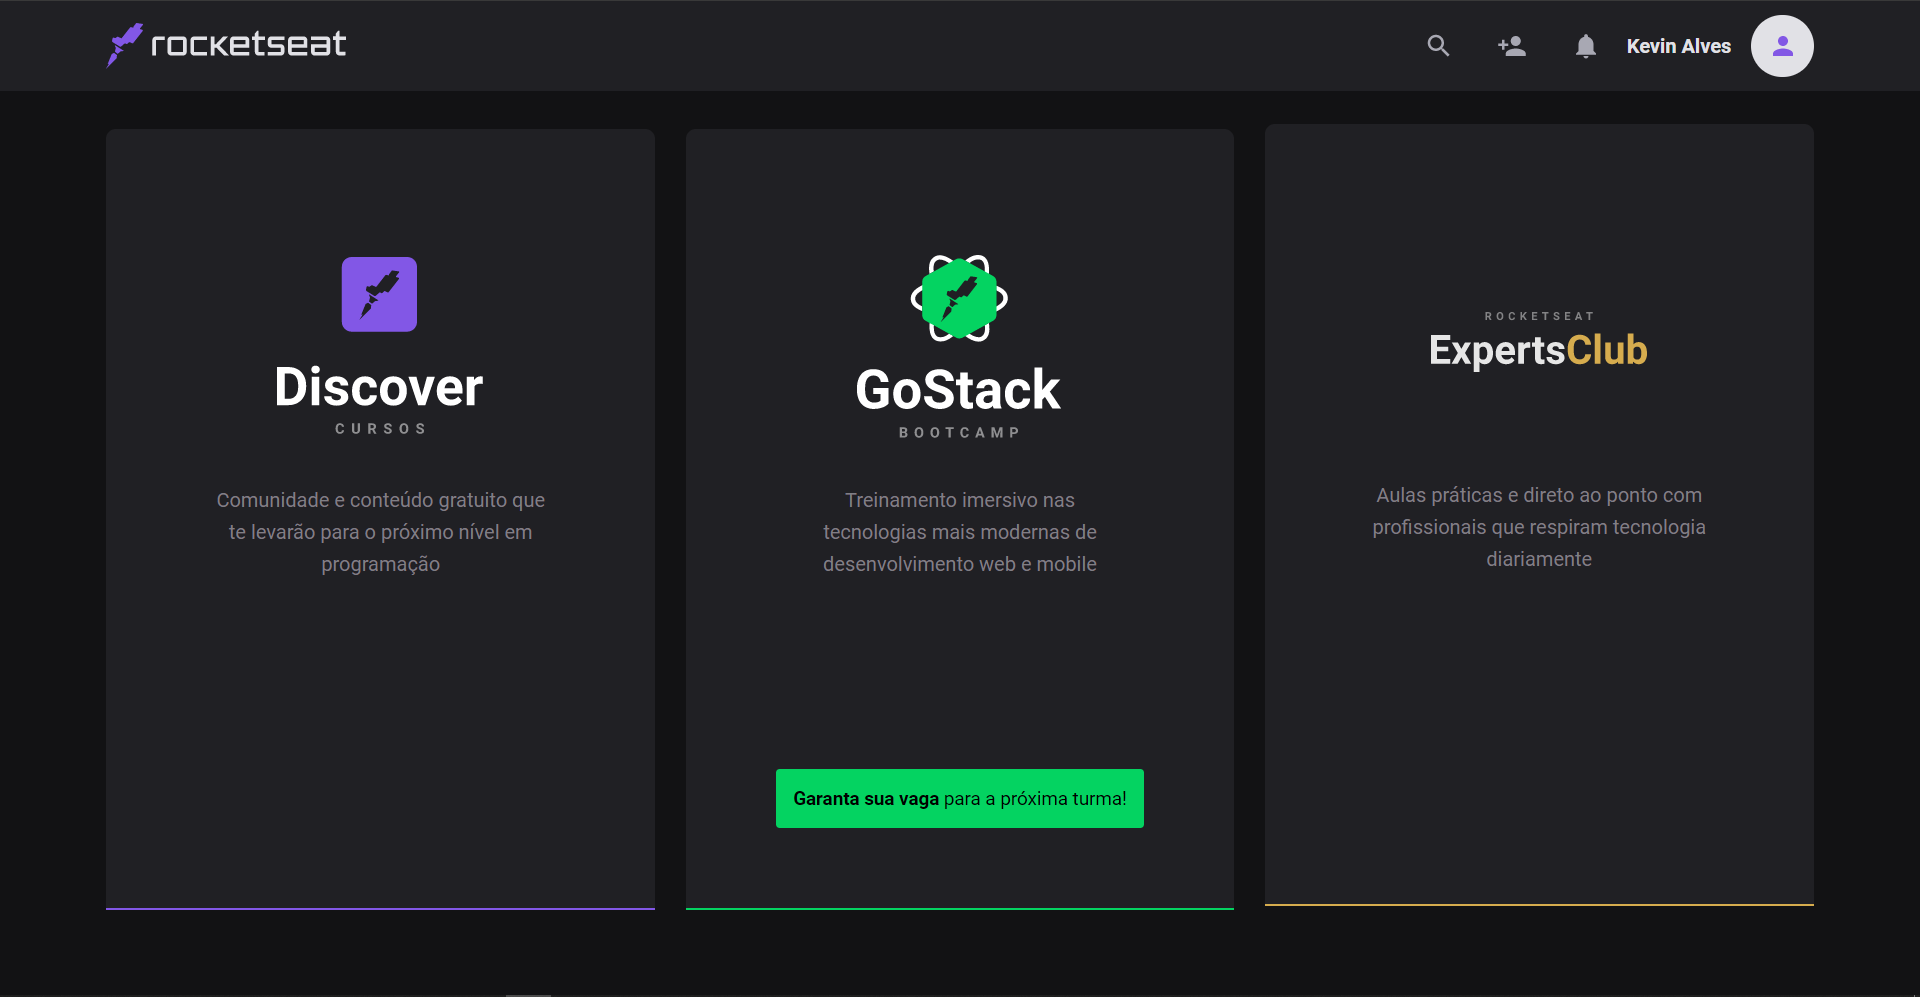 rocketseat
Kevin Alves
Discover
CURSOS
Comunidade e conteúdo gratuito que
te levarão para o próximo nível em
programação
GoStack
BOOTCAMP
Treinamento imersivo nas
tecnologias mais modernas de
desenvolvimento web e mobile
Garanta sua vaga para a próxima turma!
ROCKETSEAT
ExpertsClub
Aulas práticas e direto ao ponto com
profissionais que respiram tecnologia
diariamente